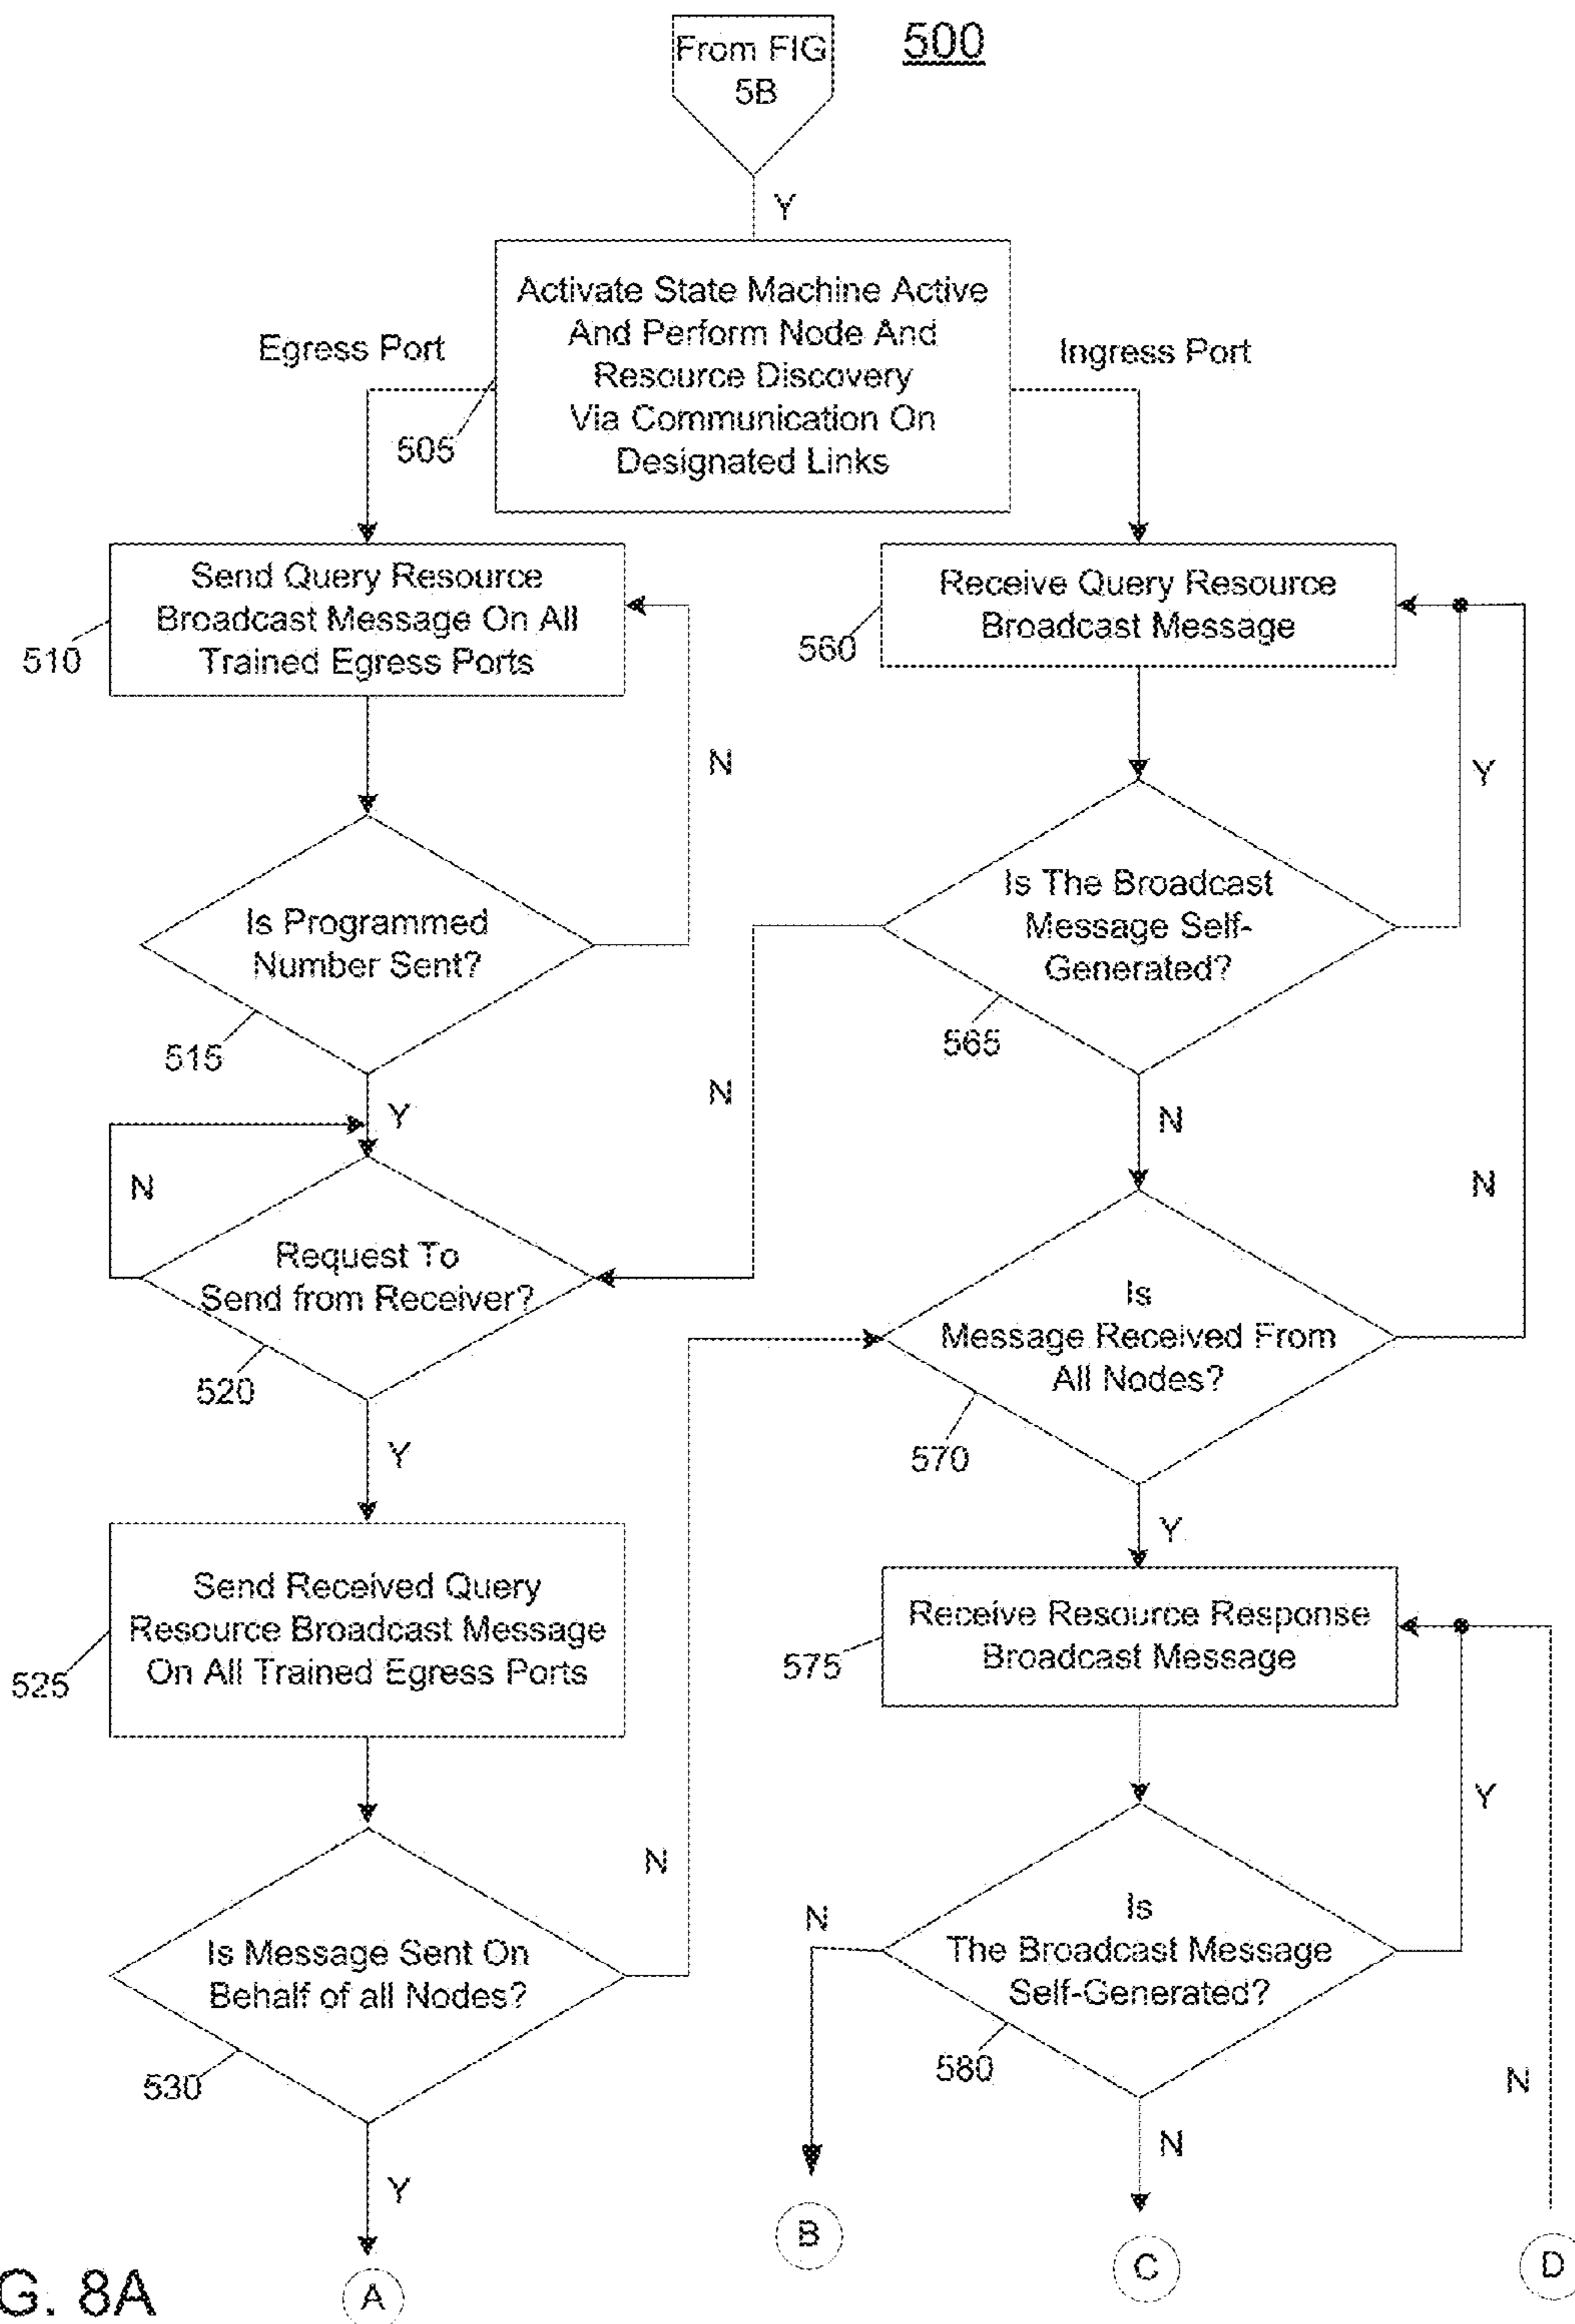 From FIG
5B
500
Y
Activate State Machine Active
And Perform Node And
Resource Discovery
Via Communication On
Designated Links
Egress Port
Ingress Port
505
Send Query Resource
Broadcast Message On All
Trained Egress Ports
510
Receive Query Resource
Broadcast Message
560
N
Y
Is Programmed
Number Sent?
515
Is The Broadcast
Message Self-
Generated?
565
Y
N
N
N
N
Request To
Send from Receiver?
520
Is
Message Received From
All Nodes?
570
Y
Y
Send Received Query
Resource Broadcast Message
On All Trained Egress Ports
525
Receive Resource Response
Broadcast Message
575
Y
N
Is Message Sent On
Behalf of all Nodes?
530
N
Is
The Broadcast Message
Self-Generated?
580
N
N
Y
B
C
D
A
G. 8A